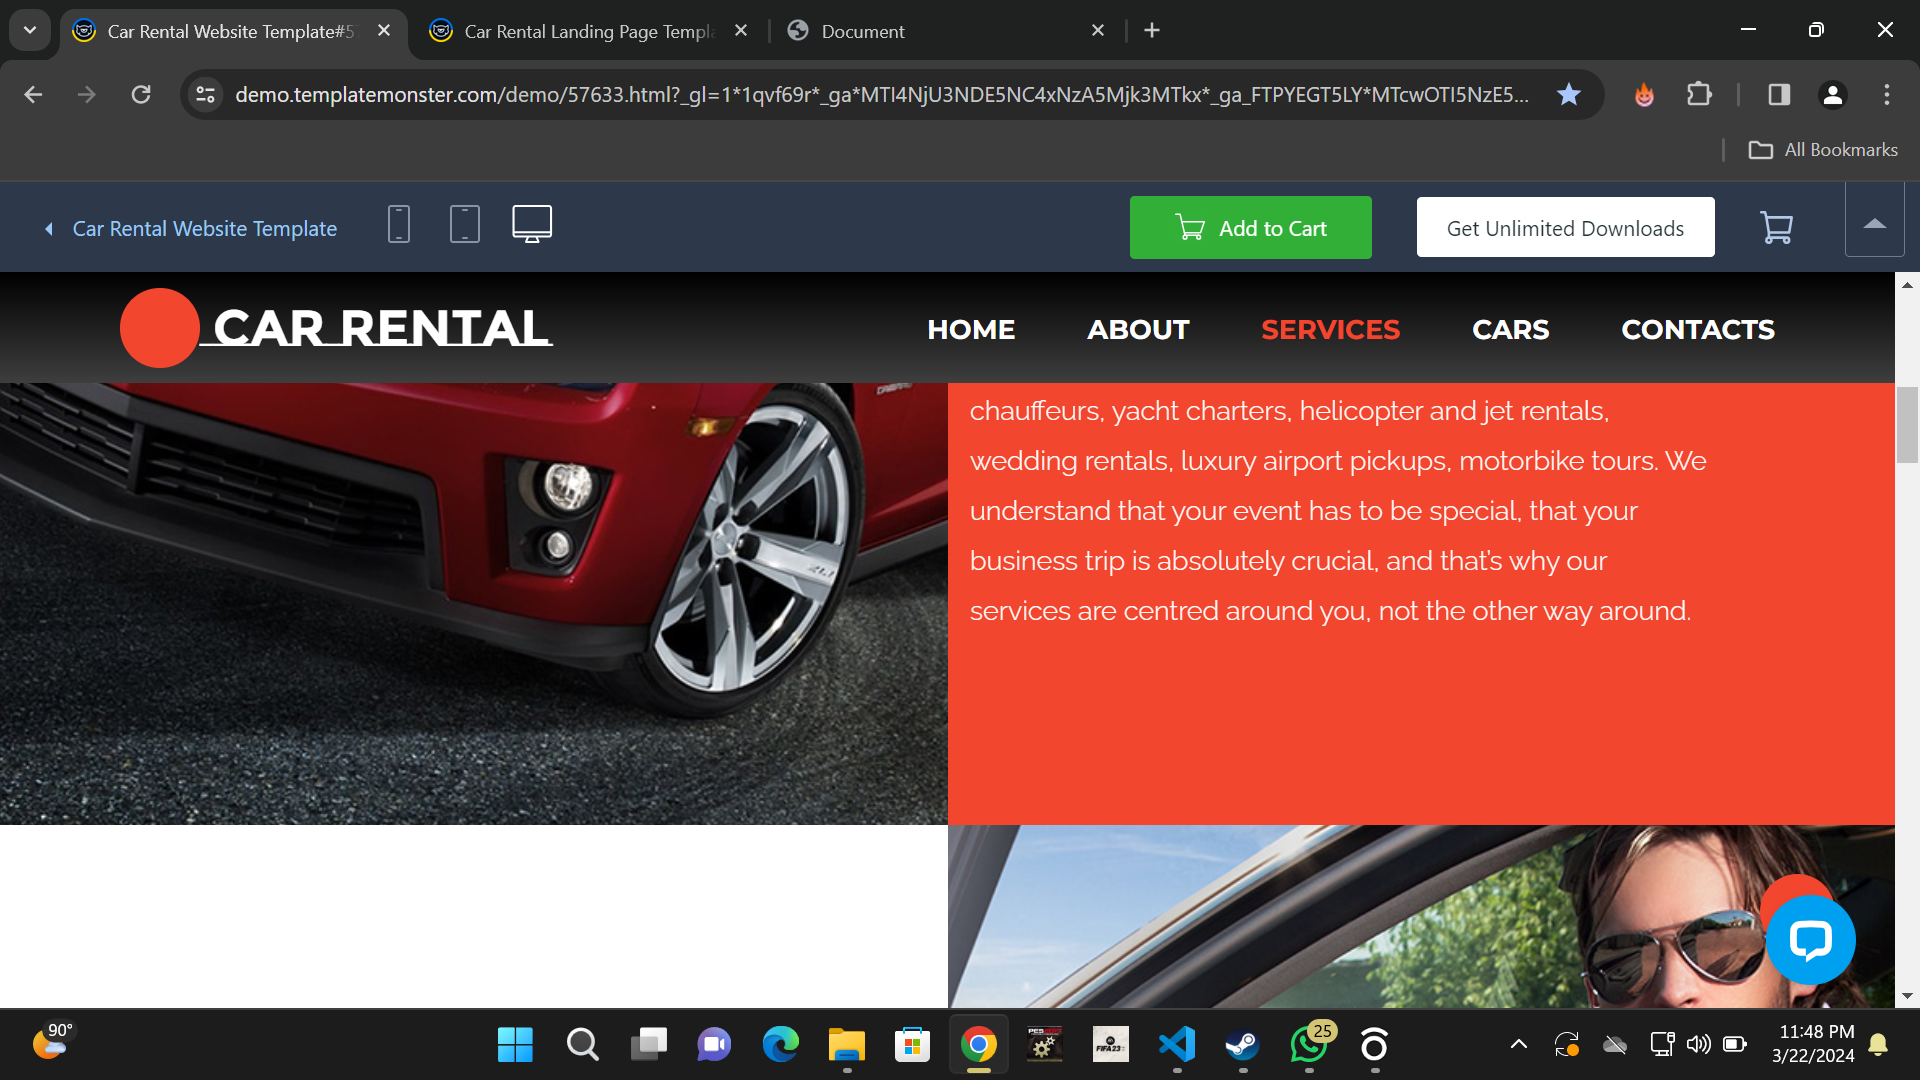 Car Rental Website Template#5
Car Rental Landing Page Templa
Document
demo.templatemonster.com/demo/57633.html?_gl=1*1qvf69r*_ga*MTI4NjU3NDE5NC4xNzA5Mjk3MTkx*_ga_FTPYEGT5LY*MTcwOTI5NzE5...
All Bookmarks
Car Rental Website Template
Add to Cart
Get Unlimited Downloads
CAR RENTAL
HOME
ABOUT
SERVICES
CARS
CONTACTS
chauffeurs, yacht charters, helicopter and jet rentals,
wedding rentals, luxury airport pickups, motorbike tours. We
understand that your event has to be special, that your
business trip is absolutely crucial, and that's why our
services are centred around you, not the other way around.
90°
FIFA 23
25
11:48 PM
3/22/2024